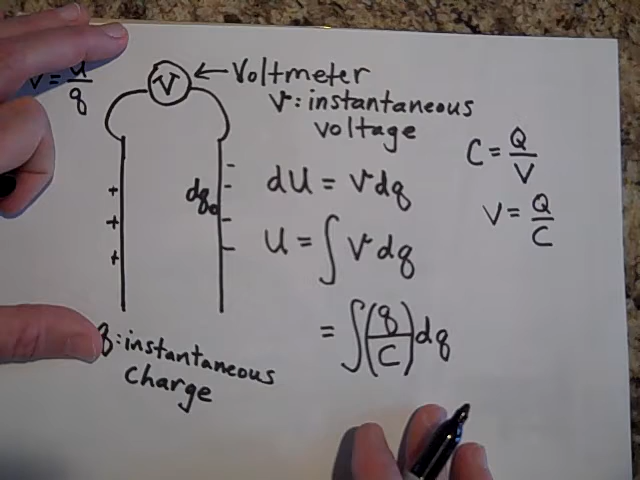 v = u/q
V
← Voltmeter
v: instantaneous
voltage
C = Q/V
V = Q/C
+ + +
- - - -
dq
dU = v dq
U = ∫ v dq
= ∫ (q/C) dq
q: instantaneous
charge